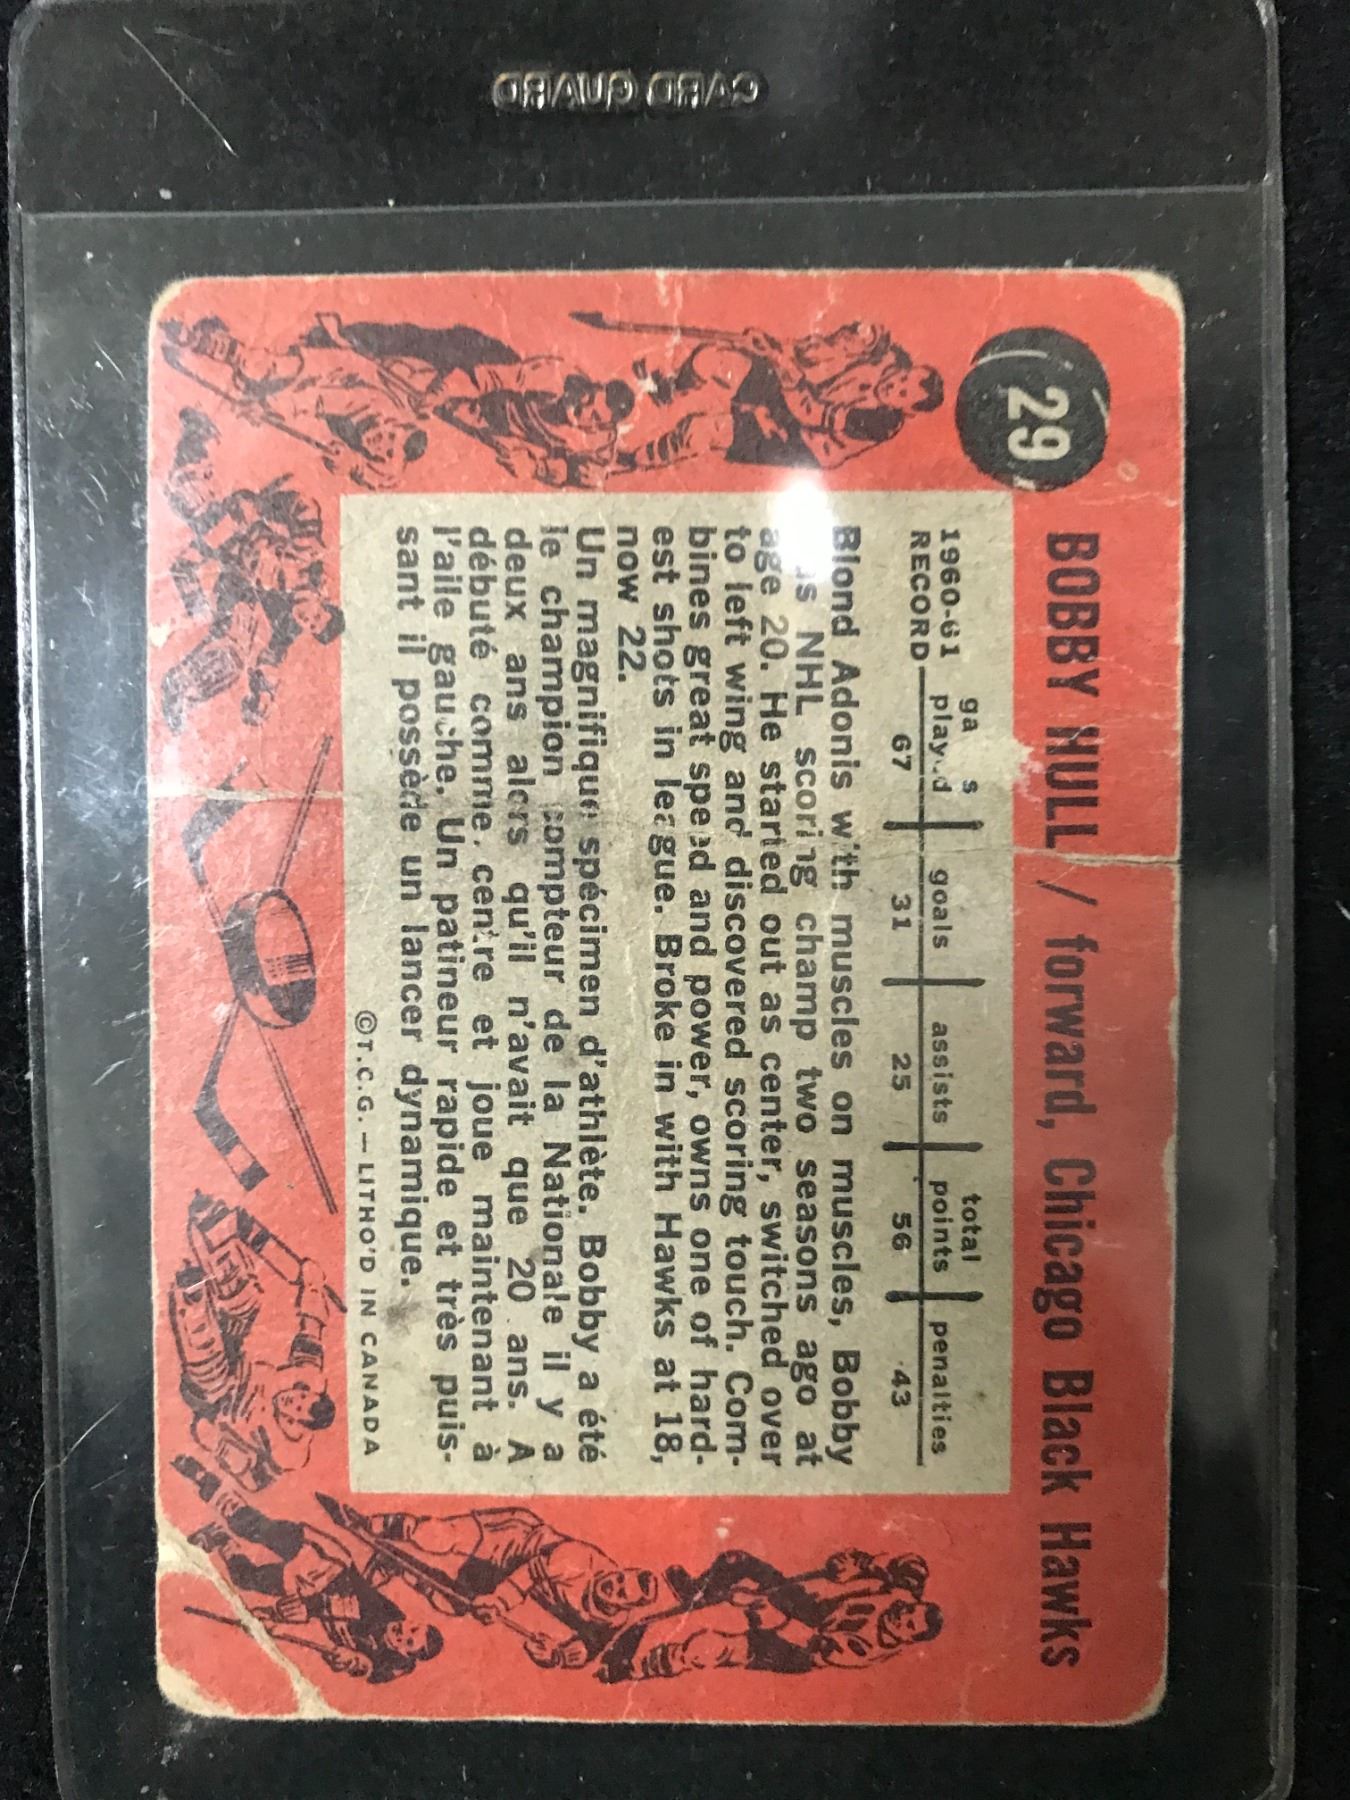 CARD GUARD
29
BOBBY HULL / forward, Chicago Black Hawks
1960-61
RECORD
played
goals
assists
total
points
penalties
67 31 25 56 43
Blond Adonis with muscles on muscles, Bobby
NHL scoring champ two seasons ago at
age 20. He started out as center, switched over
to left wing and discovered scoring touch. Com-
bines great speed and power, owns one of hard-
est shots in league. Broke in with Hawks at 18,
now 22.
Un magnifique spécimen d'athlète. Bobby a été
le champion compteur de la Nationale il y a
deux ans alors qu'il n'avait que 20 ans. A
débuté comme centre et joue maintenant à
l'aile gauche. Un patineur rapide et très puis-
sant il possède un lancer dynamique.
©T.C.G.—LITHO'D IN CANADA